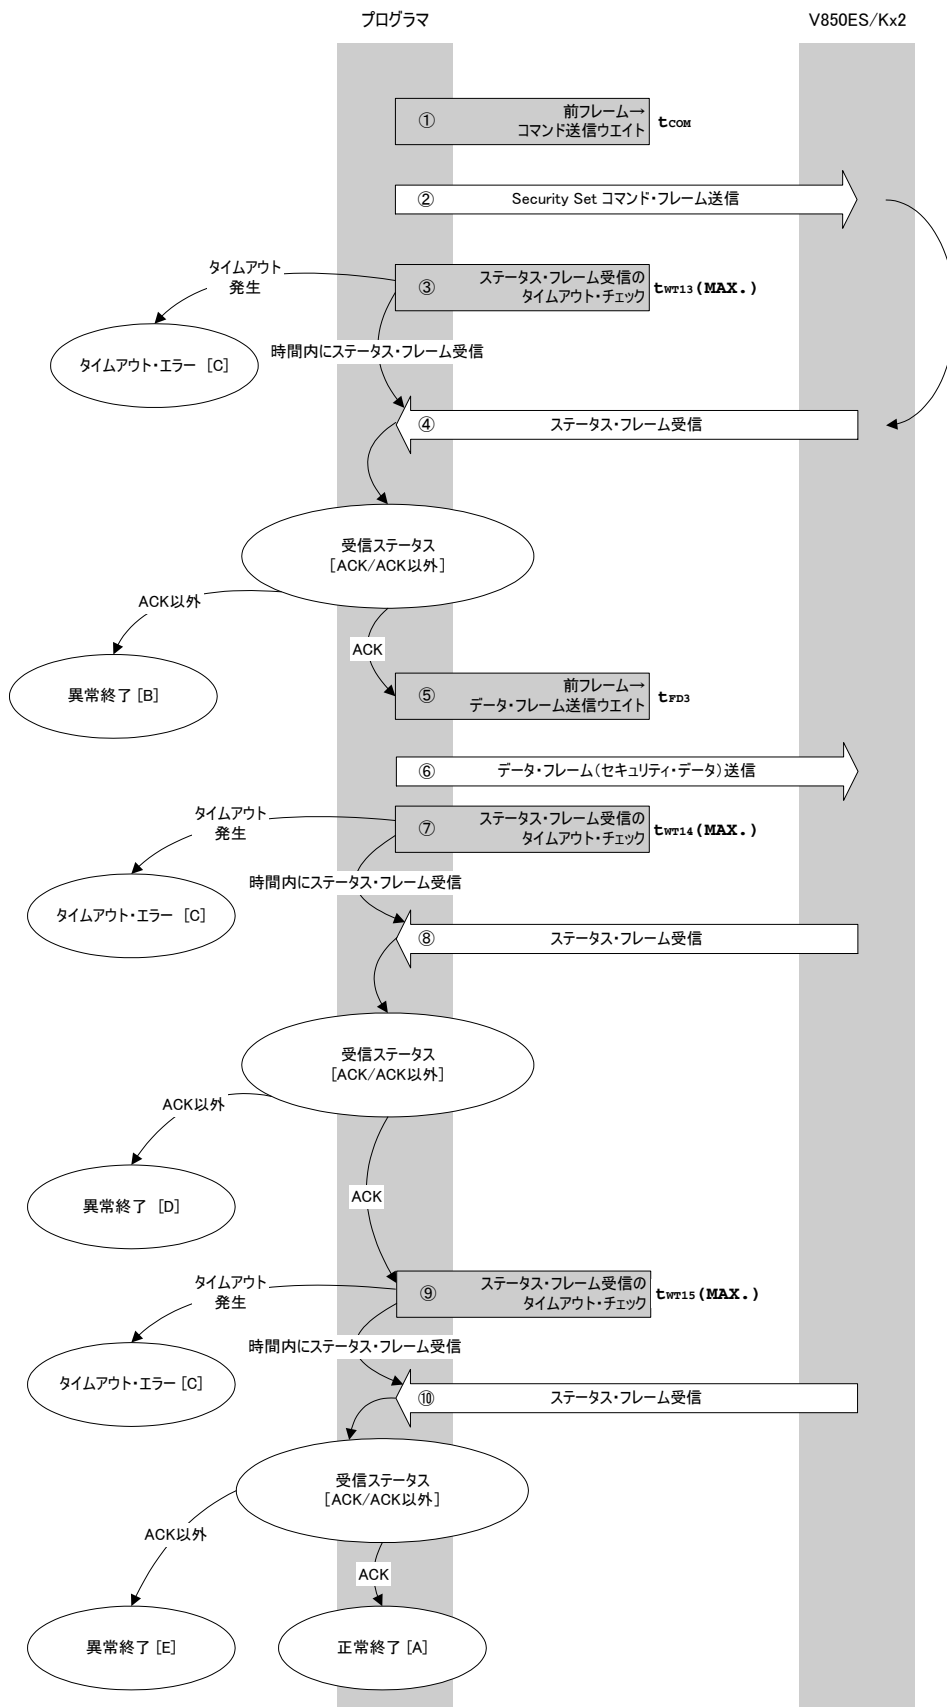 プログラマ
V850ES/Kx2
①
前フレーム→
コマンド送信ウエイト
tCOM
②
Security Set コマンド・フレーム送信
タイムアウト
発生
③
ステータス・フレーム受信の
タイムアウト・チェック
tWT13(MAX.)
時間内にステータス・フレーム受信
タイムアウト・エラー [C]
④
ステータス・フレーム受信
受信ステータス
[ACK/ACK以外]
ACK以外
ACK
異常終了 [B]
⑤
前フレーム→
データ・フレーム送信ウエイト
tFD3
⑥
データ・フレーム(セキュリティ・データ)送信
タイムアウト
発生
⑦
ステータス・フレーム受信の
タイムアウト・チェック
tWT14(MAX.)
時間内にステータス・フレーム受信
タイムアウト・エラー [C]
⑧
ステータス・フレーム受信
受信ステータス
[ACK/ACK以外]
ACK以外
ACK
異常終了 [D]
タイムアウト
発生
⑨
ステータス・フレーム受信の
タイムアウト・チェック
tWT15(MAX.)
時間内にステータス・フレーム受信
タイムアウト・エラー [C]
⑩
ステータス・フレーム受信
受信ステータス
[ACK/ACK以外]
ACK以外
ACK
異常終了 [E]
正常終了 [A]